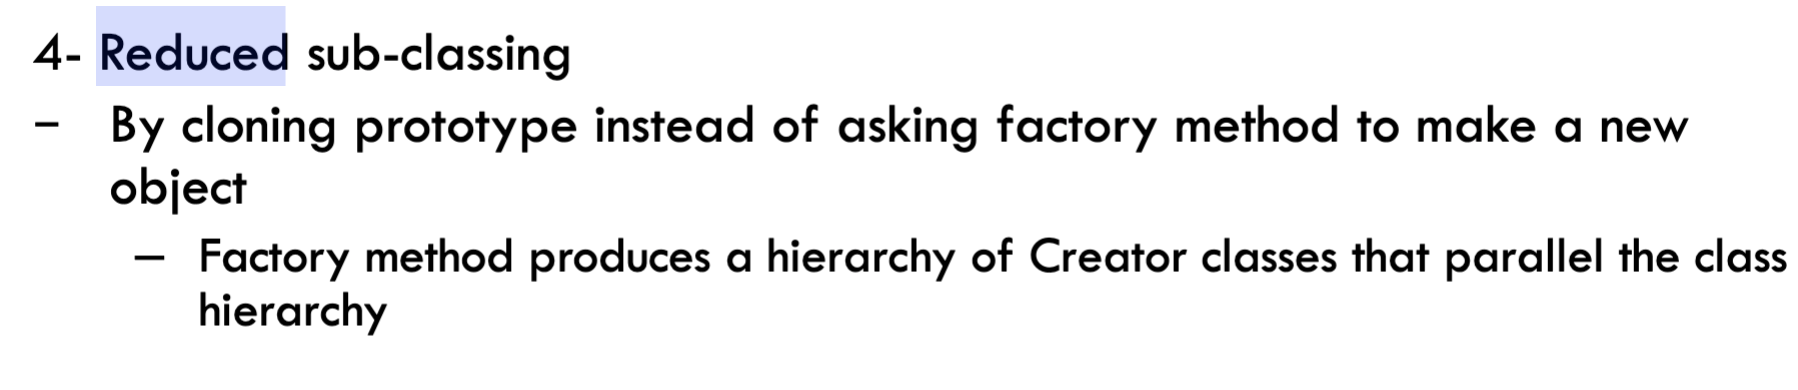 4- Reduced sub-classing
– By cloning prototype instead of asking factory method to make a new
object
– Factory method produces a hierarchy of Creator classes that parallel the class
hierarchy